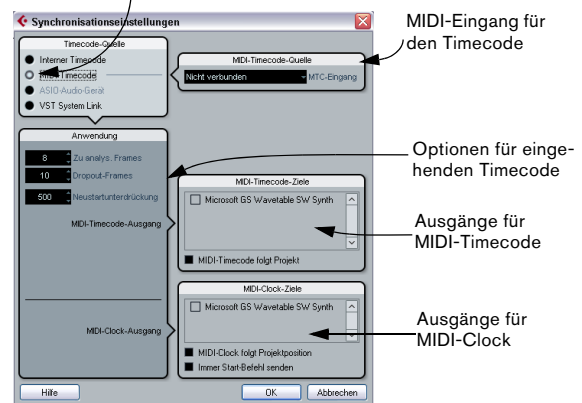 Synchronisationseinstellungen
MIDI-Eingang für
den Timecode
Timecode-Quelle
Interner Timecode
Timecode
ASIO-Audio-Gerät
VST System Link
MIDI-Timecode-Quelle
Nicht verbunden
MTC-Eingang
Anwendung
8 Zu analys. Frames
10 Dropout-Frames
500 Neustartunterdrückung
MIDI-Timecode-Ausgang
MIDI-Clock-Ausgang
Optionen für einge-
henden Timecode
MIDI-Timecode-Ziele
Microsoft GS Wavetable SW Synth
MIDI-Timecode folgt Projekt
Ausgänge für
MIDI-Timecode
MIDI-Clock-Ziele
Microsoft GS Wavetable SW Synth
MIDI-Clock folgt Projektposition
Immer Start-Befehl senden
Ausgänge für
MIDI-Clock
Hilfe
OK
Abbrechen